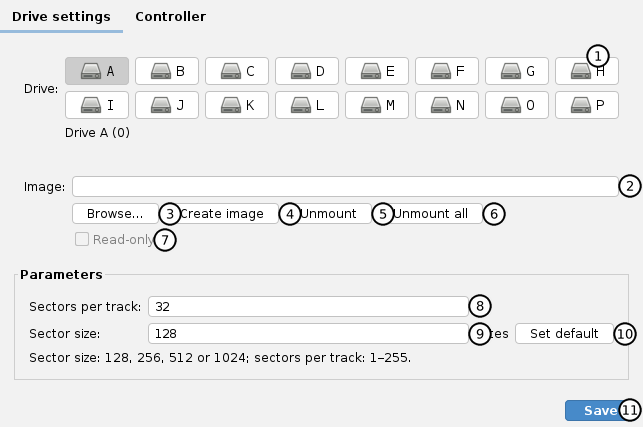 Drive settings Controller
1
Drive: A B C D E F G H
I J K L M N O P
Drive A (0)
Image: 2
Browse... 3 Create image 4 Unmount 5 Unmount all 6
Read-only 7
Parameters
Sectors per track: 32 8
Sector size: 128 9 Set default 10
Sector size: 128, 256, 512 or 1024; sectors per track: 1–255.
Save 11